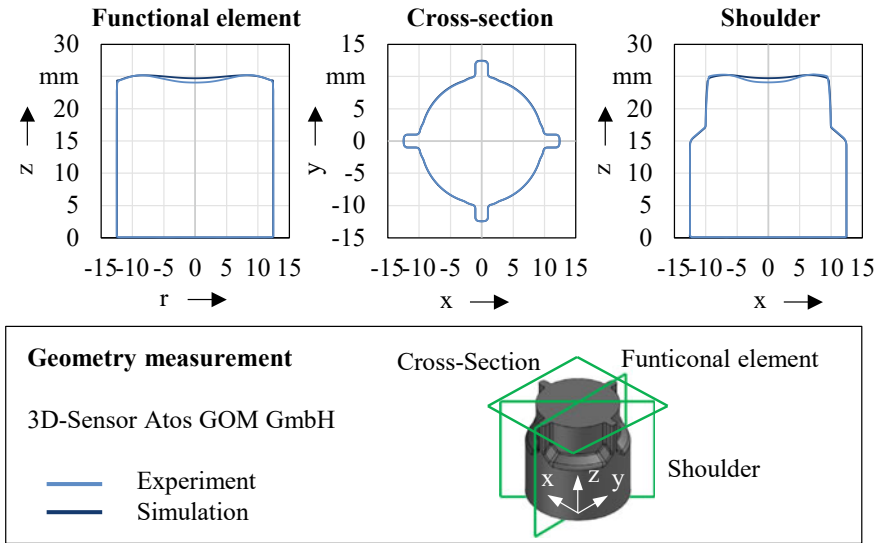 Functional element
Cross-section
Shoulder
30
mm
20
15
10
5
0
z
-15-10 -5 0 5 10 15
r
15
mm
5
0
-5
-10
-15
y
-15-10 -5 0 5 10 15
x
30
mm
20
15
10
5
0
z
-15-10 -5 0 5 10 15
x
Geometry measurement
3D-Sensor Atos GOM GmbH
Experiment
Simulation
Cross-Section
Funticonal element
Shoulder
x z y